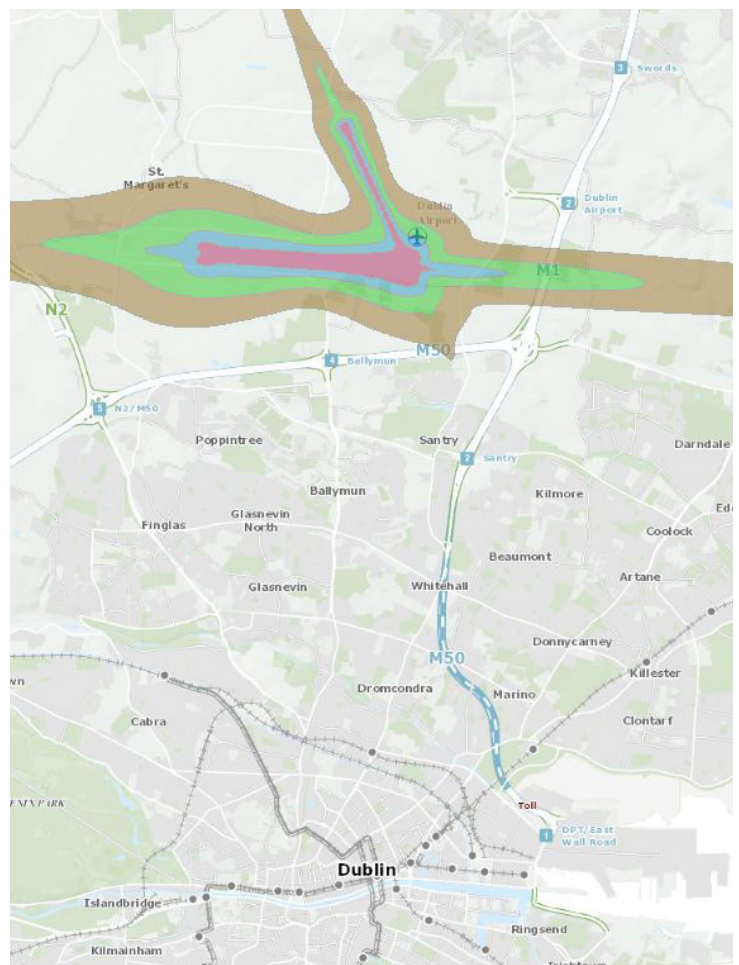 3 Swords
St.
Margaret's
2 Dublin
Airport
Dublin
Airport
M1
N2
M50
4 Ballymun
5 N2/M50
Poppintree
Santry
Darndale
2 Santry
Ballymun
Kilmore
Glasnevin
North
Finglas
Coolock
Beaumont
Artane
Glasnevin
Whitehall
Donnycarney
M50
Killester
wn
Dromcondra
Marino
Cabra
Clontarf
Toll
1 DPT/East
Wall Road
Dublin
Islandbridge
Ringsend
Kilmainham